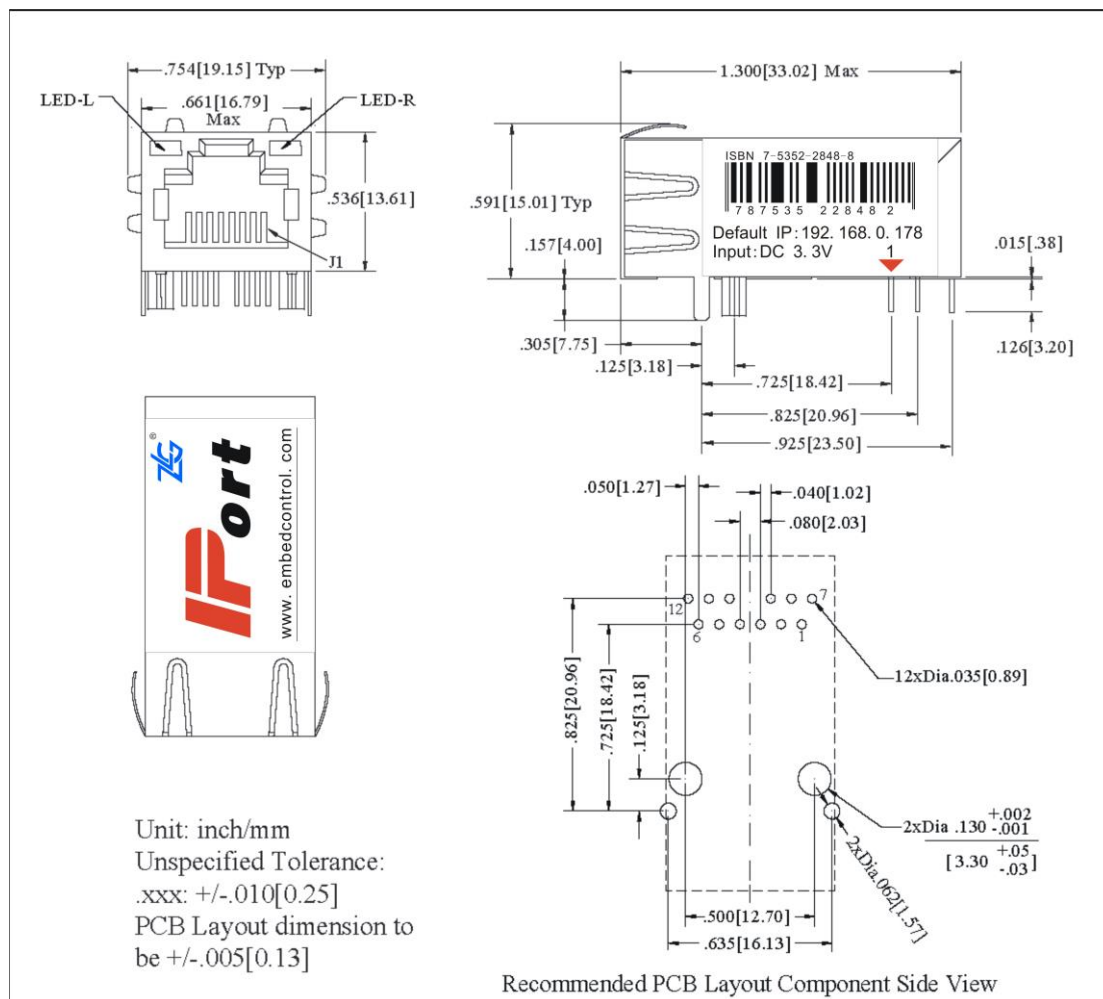 .754[19.15] Typ
LED-L
.661[16.79]
Max
LED-R
.536[13.61]
J1
1.300[33.02] Max
.591[15.01] Typ
.157[4.00]
ISBN 7-5352-2848-8
787535 228482
Default IP:192. 168. 0. 178
Input:DC 3. 3V
1
.015[.38]
.126[3.20]
.305[7.75]
.125[3.18]
.725[18.42]
.825[20.96]
.925[23.50]
ZLG®
IPort
www. embedcontrol. com
.050[1.27]
.040[1.02]
.080[2.03]
12
7
6
1
12xDia.035[0.89]
.825[20.96]
.725[18.42]
.125[3.18]
2xDia .130 +.002 -.001
[3.30 +.05 -.03]
2xDia.062[1.57]
.500[12.70]
.635[16.13]
Unit: inch/mm
Unspecified Tolerance:
.xxx: +/-.010[0.25]
PCB Layout dimension to
be +/-.005[0.13]
Recommended PCB Layout Component Side View